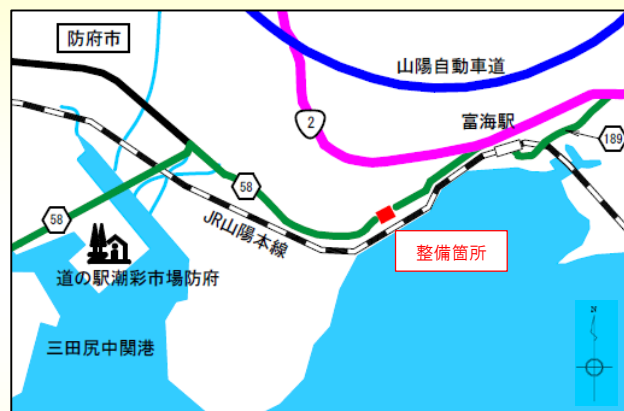 防府市
山陽自動車道
2
富海駅
189
58
58
JR山陽本線
整備箇所
道の駅潮彩市場防府
三田尻中関港
N